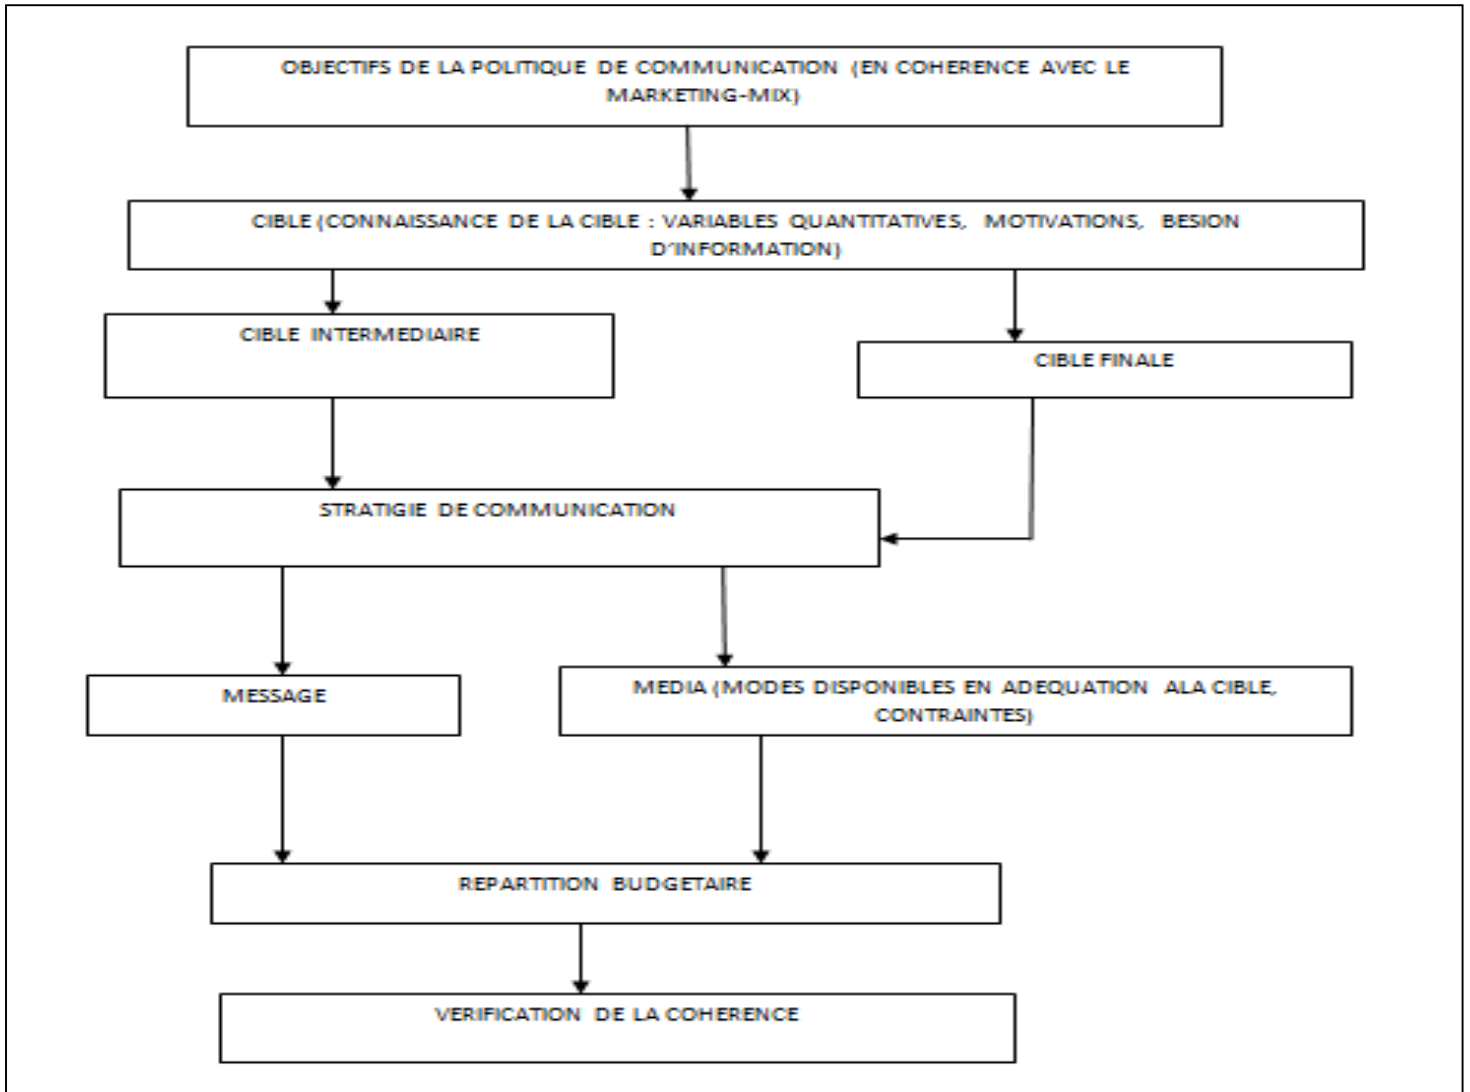 OBJECTIFS DE LA POLITIQUE DE COMMUNICATION (EN COHERENCE AVEC LE
MARKETING-MIX)
CIBLE (CONNAISSANCE DE LA CIBLE : VARIABLES QUANTITATIVES, MOTIVATIONS, BESION
D'INFORMATION)
CIBLE INTERMEDIAIRE
CIBLE FINALE
STRATIGIE DE COMMUNICATION
MESSAGE
MEDIA (MODES DISPONIBLES EN ADEQUATION ALA CIBLE,
CONTRAINTES)
REPARTITION BUDGETAIRE
VERIFICATION DE LA COHERENCE